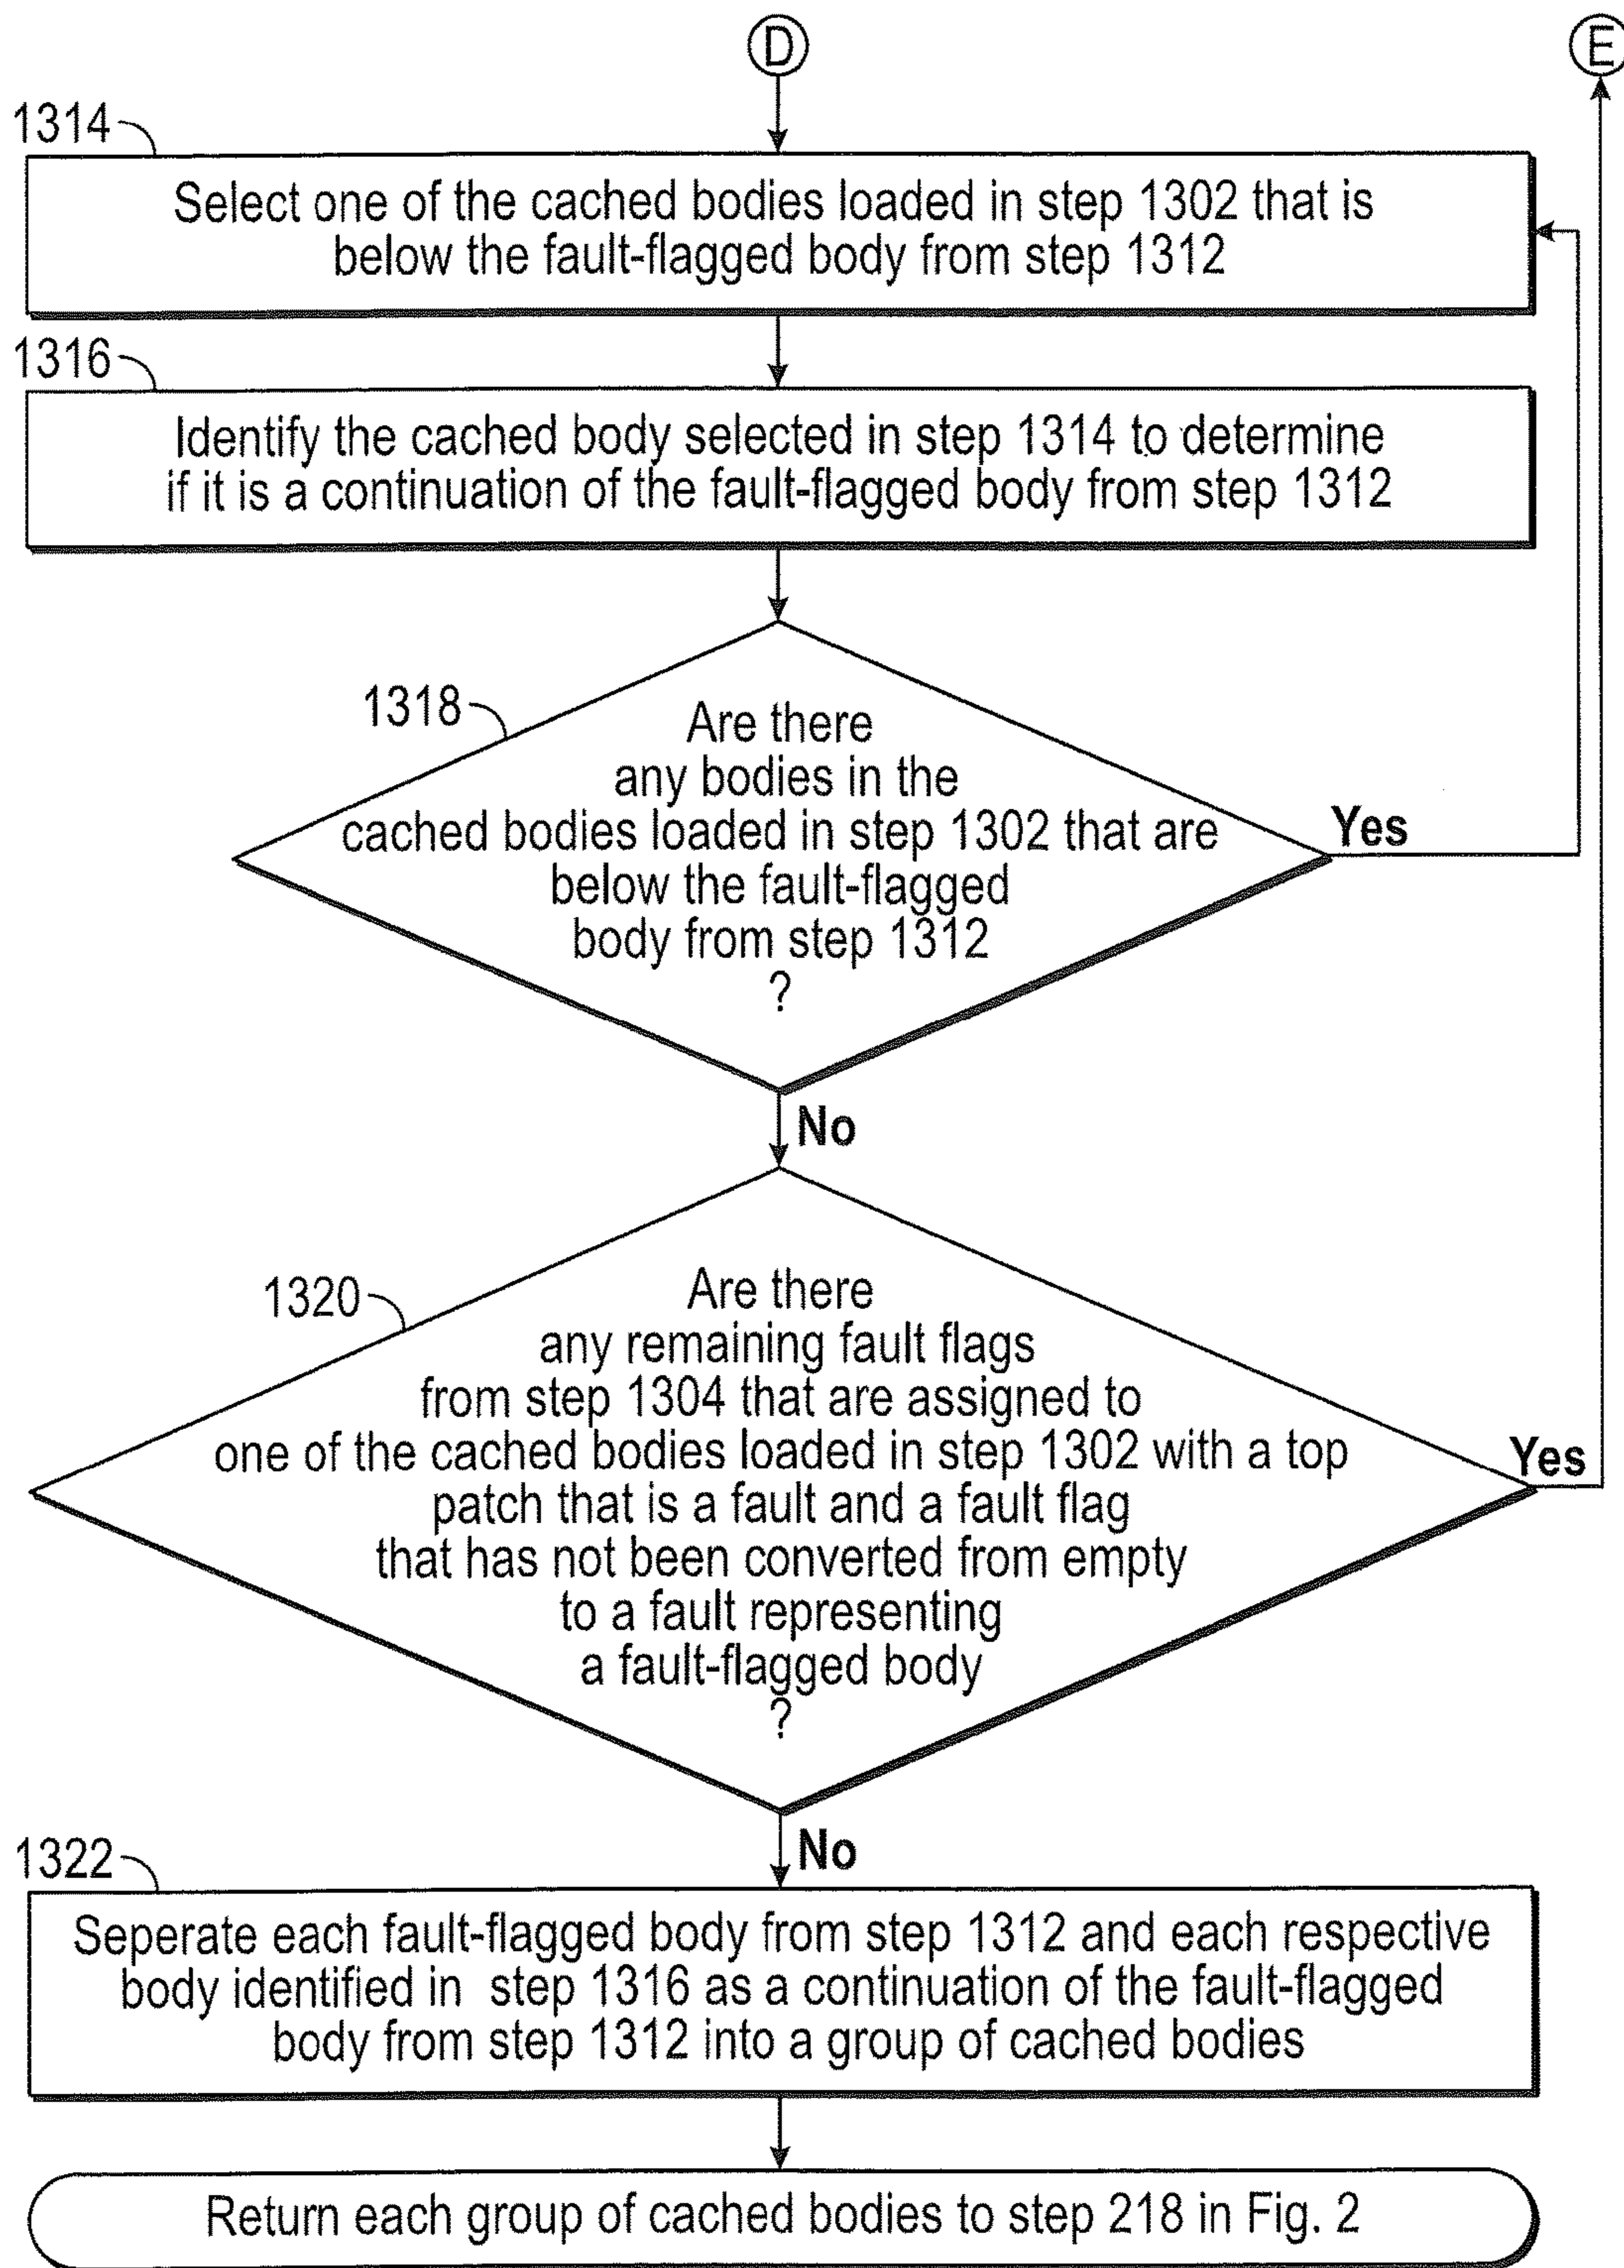 D
E
1314
Select one of the cached bodies loaded in step 1302 that is
below the fault-flagged body from step 1312
1316
Identify the cached body selected in step 1314 to determine
if it is a continuation of the fault-flagged body from step 1312
1318
Are there
any bodies in the
cached bodies loaded in step 1302 that are
below the fault-flagged
body from step 1312
?
Yes
No
1320
Are there
any remaining fault flags
from step 1304 that are assigned to
one of the cached bodies loaded in step 1302 with a top
patch that is a fault and a fault flag
that has not been converted from empty
to a fault representing
a fault-flagged body
?
Yes
No
1322
Seperate each fault-flagged body from step 1312 and each respective
body identified in step 1316 as a continuation of the fault-flagged
body from step 1312 into a group of cached bodies
Return each group of cached bodies to step 218 in Fig. 2